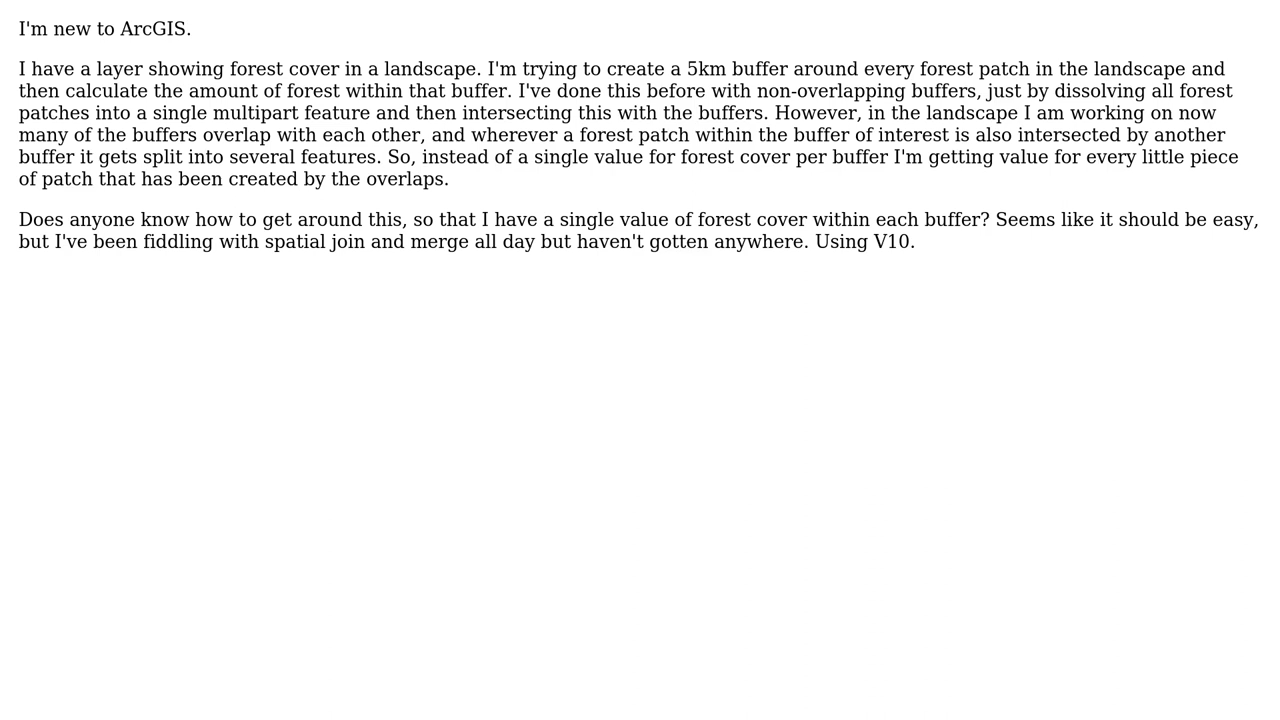 I'm new to ArcGIS.
I have a layer showing forest cover in a landscape. I'm trying to create a 5km buffer around every forest patch in the landscape and
then calculate the amount of forest within that buffer. I've done this before with non-overlapping buffers, just by dissolving all forest
patches into a single multipart feature and then intersecting this with the buffers. However, in the landscape I am working on now
many of the buffers overlap with each other, and wherever a forest patch within the buffer of interest is also intersected by another
buffer it gets split into several features. So, instead of a single value for forest cover per buffer I'm getting value for every little piece
of patch that has been created by the overlaps.
Does anyone know how to get around this, so that I have a single value of forest cover within each buffer? Seems like it should be easy,
but I've been fiddling with spatial join and merge all day but haven't gotten anywhere. Using V10.